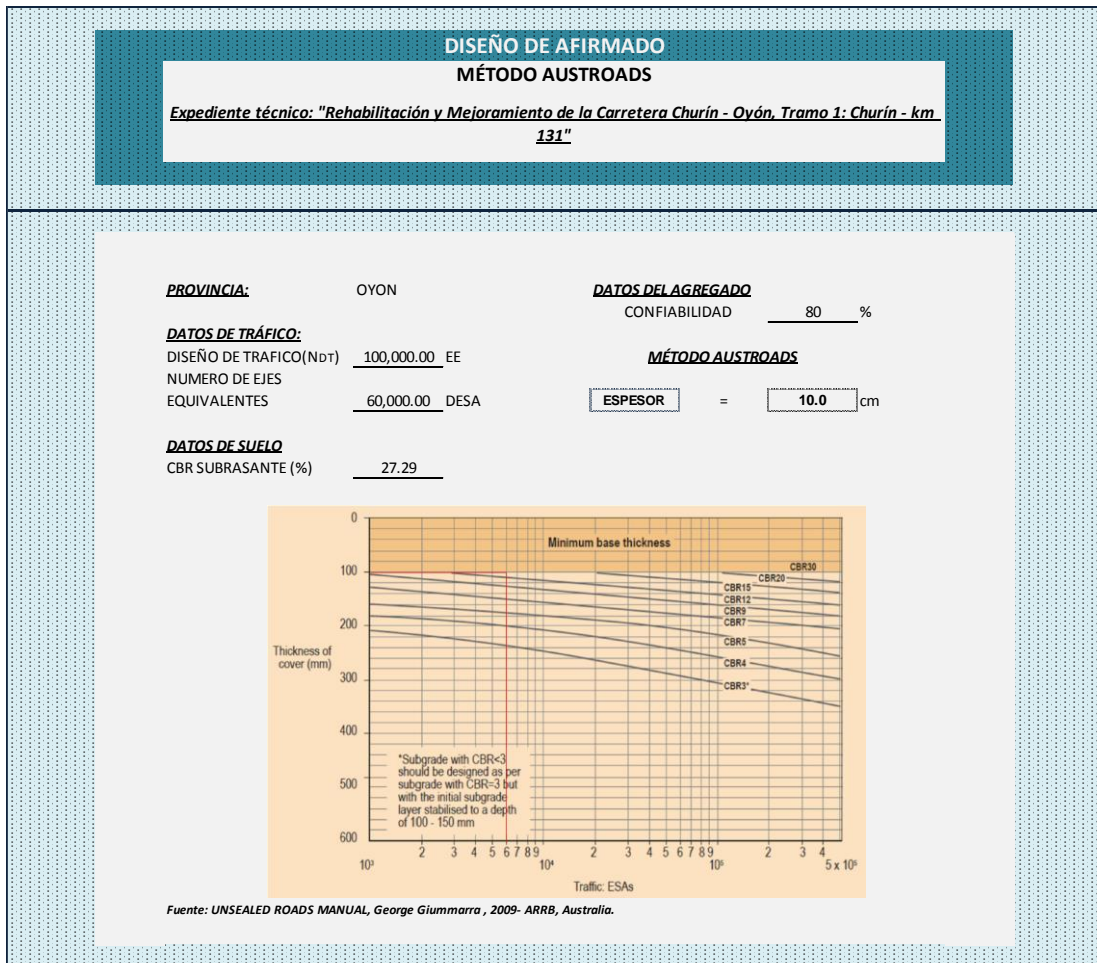 DISEÑO DE AFIRMADO
MÉTODO AUSTROADS
Expediente técnico: "Rehabilitación y Mejoramiento de la Carretera Churín - Oyón, Tramo 1: Churín - km
131"
PROVINCIA: OYON
DATOS DEL AGREGADO
CONFIABILIDAD 80 %
DATOS DE TRÁFICO:
DISEÑO DE TRAFICO(NDT) 100,000.00 EE
MÉTODO AUSTROADS
NUMERO DE EJES
EQUIVALENTES 60,000.00 DESA
ESPESOR = 10.0 cm
DATOS DE SUELO
CBR SUBRASANTE (%) 27.29
0
Minimum base thickness
CBR30
100
CBR20
CBR15
CBR12
CBR9
CBR7
200
CBR5
Thickness of
cover (mm)
CBR4
300
CBR3*
400
*Subgrade with CBR<3
should be designed as per
subgrade with CBR=3 but
with the initial subgrade
layer stabilised to a depth
of 100 - 150 mm
500
600
2 3 4 5 6 7 8 9 2 3 4 5 6 7 8 9 2 3 4
10³ 10⁴ 10⁵ 5 x 10⁵
Traffic: ESAs
Fuente: UNSEALED ROADS MANUAL, George Giummarra , 2009- ARRB, Australia.